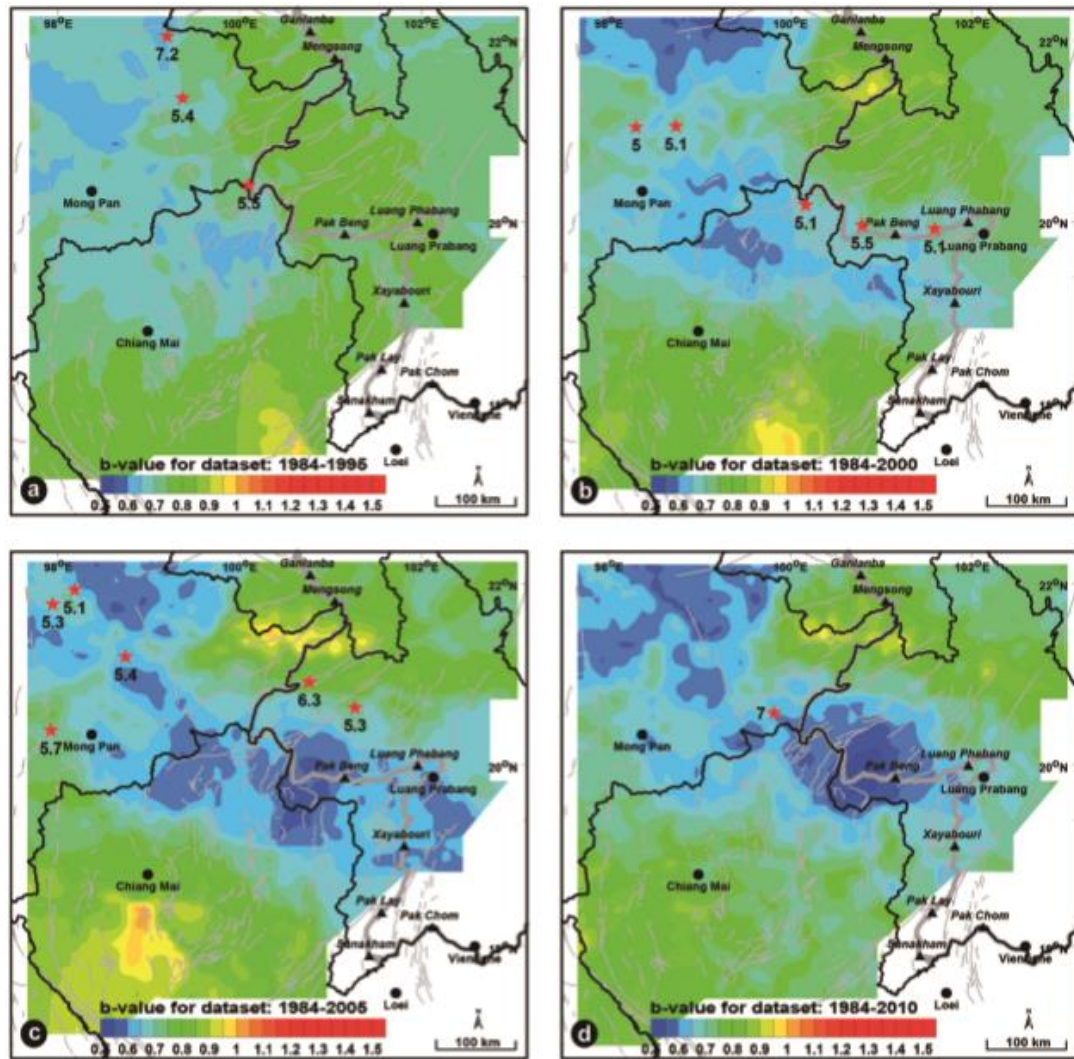 98°E 100°E 102°E
Ganlanba
22°N
7.2 Mengsong
5.4
5.5
Mong Pan
Luang Phabang
20°N
Pak Beng
Luang Prabang
Xayabouri
Chiang Mai
Pak Lay
Pak Chom
Sanakham
Loei
b-value for dataset: 1984-1995
a
N
0.6 0.7 0.8 0.9 1 1.1 1.2 1.3 1.4 1.5
100 km
100°E 102°E
Ganlanba
22°N
Mengsong
5 5.1
Mong Pan
Luang Phabang
20°N
5.1 Pak Beng
5.5 5.1 Luang Prabang
Xayabouri
Chiang Mai
Pak Lay
Pak Chom
Sanakham
Loei
b-value for dataset: 1984-2000
b
N
0.6 0.7 0.8 0.9 1 1.1 1.2 1.3 1.4 1.5
100 km
98°E 100°E 102°E
22°N
5.3 5.1 Mengsong
5.4
6.3
5.3
5.7 Mong Pan
Luang Phabang
20°N
Pak Beng
Luang Prabang
Xayabouri
Chiang Mai
Pak Lay
Pak Chom
Sanakham
Loei
b-value for dataset: 1984-2005
c
N
0.6 0.7 0.8 0.9 1 1.1 1.2 1.3 1.4 1.5
100 km
100°E 102°E
22°N
Mengsong
7
Mong Pan
Luang Phabang
20°N
Pak Beng
Luang Prabang
Xayabouri
Chiang Mai
Pak Lay
Pak Chom
Sanakham
Loei
b-value for dataset: 1984-2010
d
N
0.6 0.7 0.8 0.9 1 1.1 1.2 1.3 1.4 1.5
100 km